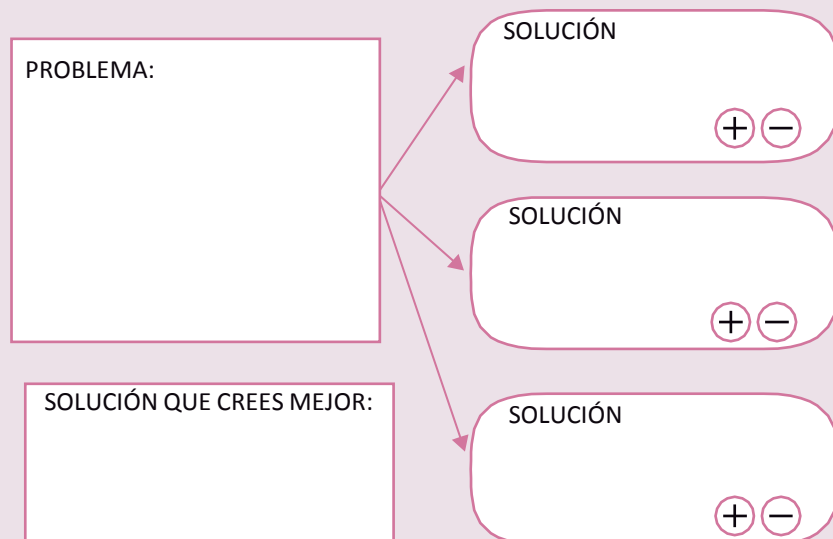 PROBLEMA:
SOLUCIÓN
+ −
SOLUCIÓN
+ −
SOLUCIÓN QUE CREES MEJOR:
SOLUCIÓN
+ −